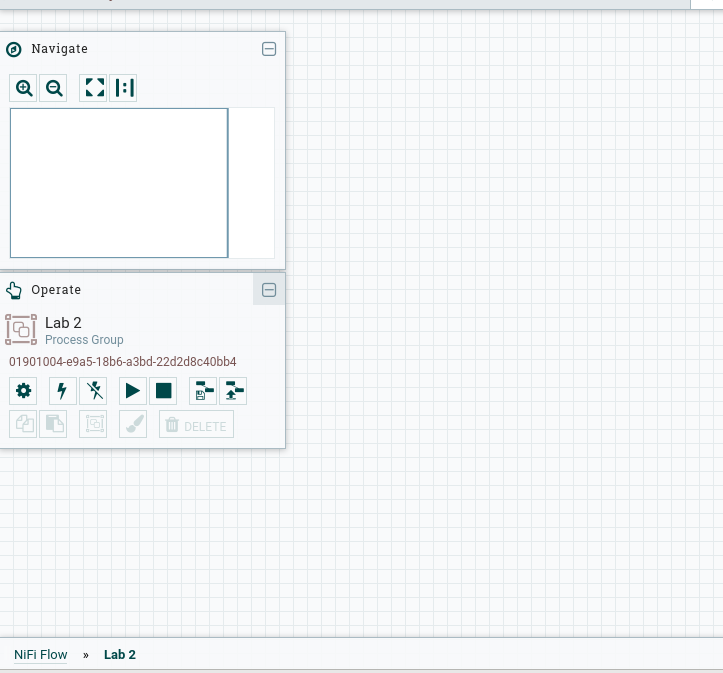 Navigate
Operate
Lab 2
Process Group
01901004-e9a5-18b6-a3bd-22d2d8c40bb4
DELETE
NiFi Flow » Lab 2